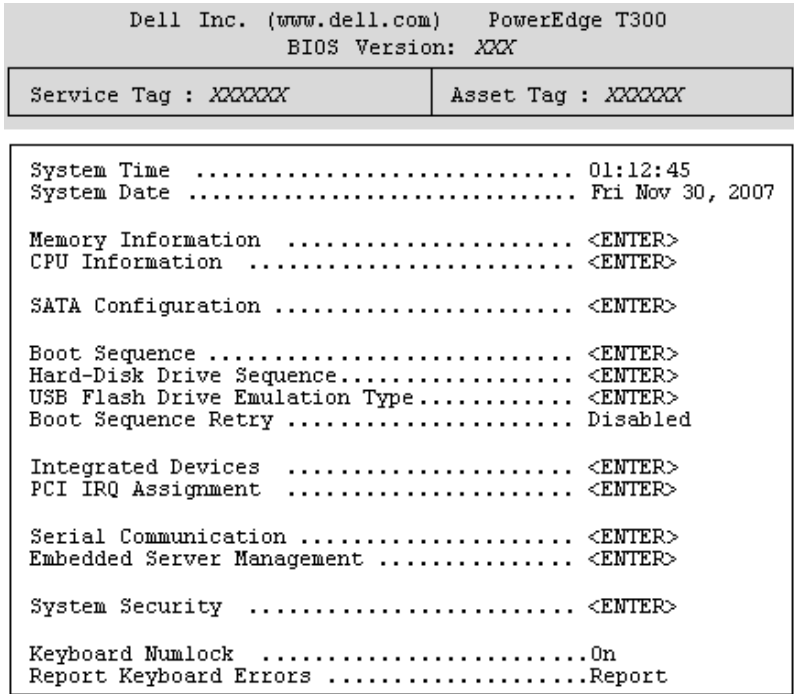 Dell Inc. (www.dell.com) PowerEdge T300
BIOS Version: XXX
Service Tag : XXXXXX Asset Tag : XXXXXX
System Time ............................. 01:12:45
System Date .............................. Fri Nov 30, 2007
Memory Information ...................... <ENTER>
CPU Information ......................... <ENTER>
SATA Configuration ....................... <ENTER>
Boot Sequence ............................ <ENTER>
Hard-Disk Drive Sequence.................. <ENTER>
USB Flash Drive Emulation Type............ <ENTER>
Boot Sequence Retry ...................... Disabled
Integrated Devices ...................... <ENTER>
PCI IRQ Assignment ...................... <ENTER>
Serial Communication ..................... <ENTER>
Embedded Server Management ............... <ENTER>
System Security ......................... <ENTER>
Keyboard Numlock .........................On
Report Keyboard Errors ....................Report